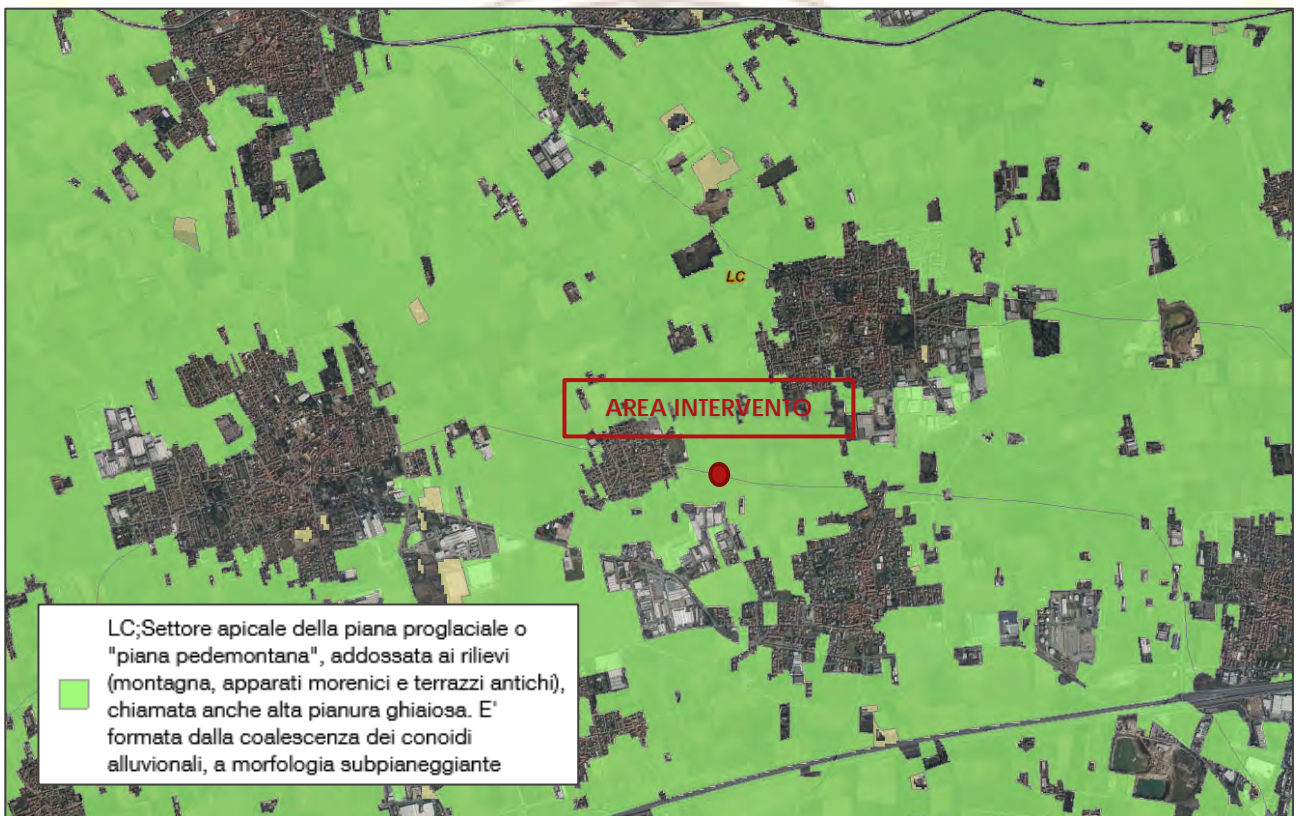 LC
AREA INTERVENTO
LC;Settore apicale della piana proglaciale o
"piana pedemontana", addossata ai rilievi
(montagna, apparati morenici e terrazzi antichi),
chiamata anche alta pianura ghiaiosa. E'
formata dalla coalescenza dei conoidi
alluvionali, a morfologia subpianeggiante